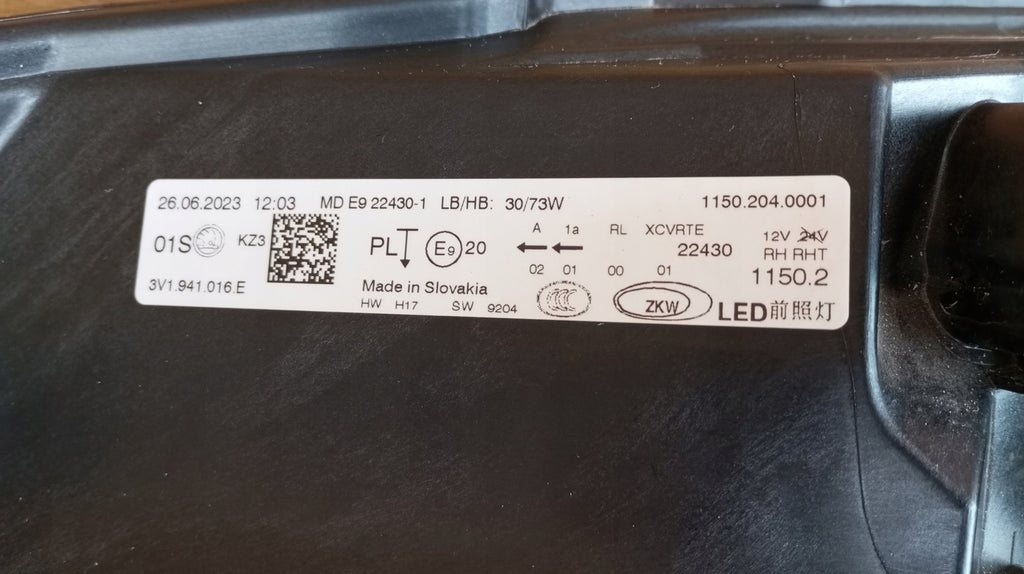 26.06.2023 12:03 MD E9 22430-1 LB/HB: 30/73W 1150.204.0001
01S KZ3 PL E9 20 A 1a RL XCVRTE 22430 12V 24V
RH RHT
02 01 00 01 1150.2
3V1.941.016 E Made in Slovakia
HW H17 SW 9204 CCC ZKW LED前照灯